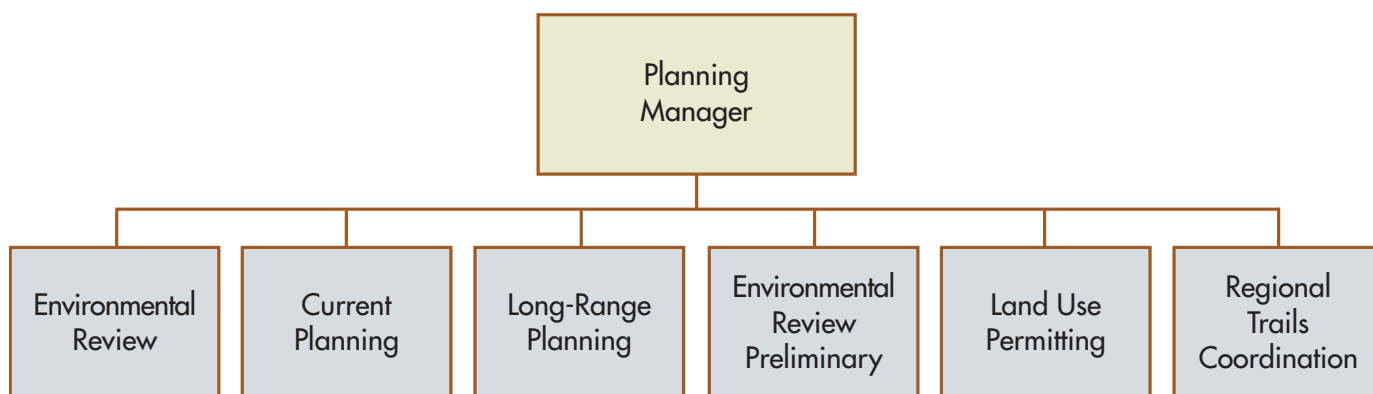 Planning
Manager
Environmental
Review
Current
Planning
Long-Range
Planning
Environmental
Review
Preliminary
Land Use
Permitting
Regional
Trails
Coordination